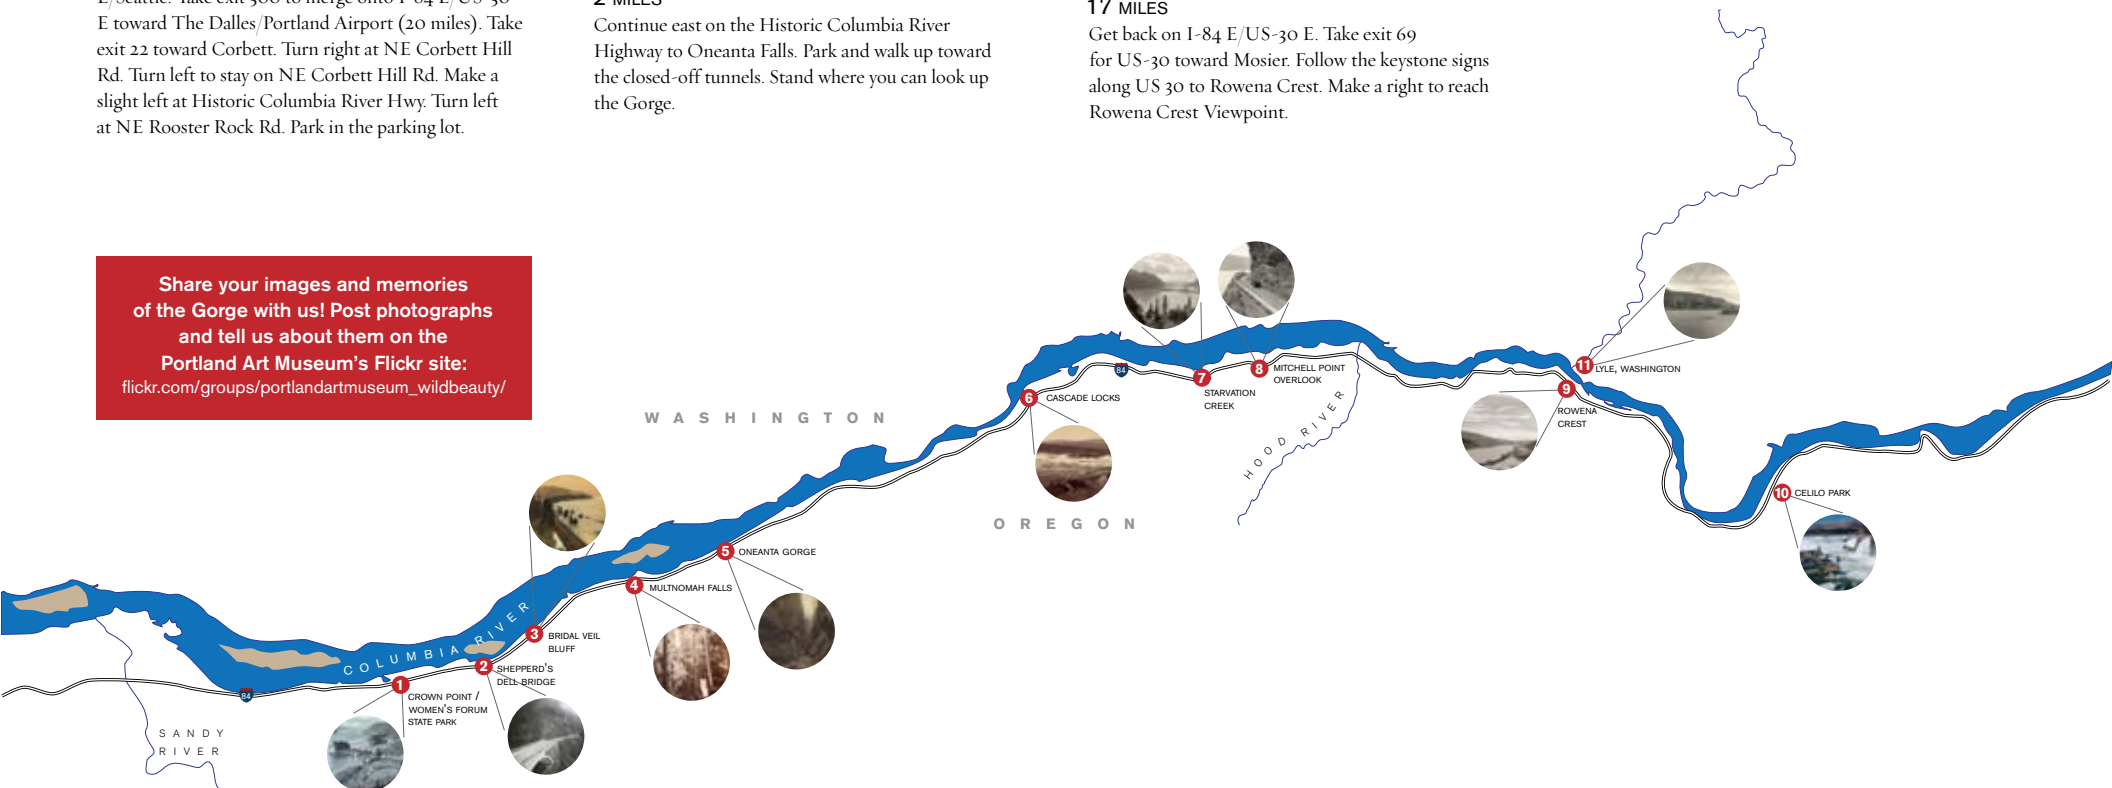 E toward The Dalles/Portland Airport (20 miles). Take
exit 22 toward Corbett. Turn right at NE Corbett Hill
Rd. Turn left to stay on NE Corbett Hill Rd. Make a
slight left at Historic Columbia River Hwy. Turn left
at NE Rooster Rock Rd. Park in the parking lot.
2 MILES
Continue east on the Historic Columbia River
Highway to Oneanta Falls. Park and walk up toward
the closed-off tunnels. Stand where you can look up
the Gorge.
17 MILES
Get back on I-84 E/US-30 E. Take exit 69
for US-30 toward Mosier. Follow the keystone signs
along US 30 to Rowena Crest. Make a right to reach
Rowena Crest Viewpoint.
Share your images and memories
of the Gorge with us! Post photographs
and tell us about them on the
Portland Art Museum's Flickr site:
flickr.com/groups/portlandartmuseum_wildbeauty/
WASHINGTON
OREGON
COLUMBIA RIVER
SANDY
RIVER
HOOD RIVER
84
84
1
CROWN POINT /
WOMEN'S FORUM
STATE PARK
2
SHEPPERD'S
DELL BRIDGE
3
BRIDAL VEIL
BLUFF
4
MULTNOMAH FALLS
5
ONEANTA GORGE
6
CASCADE LOCKS
7
STARVATION
CREEK
8
MITCHELL POINT
OVERLOOK
9
ROWENA
CREST
10
CELILO PARK
11
LYLE, WASHINGTON